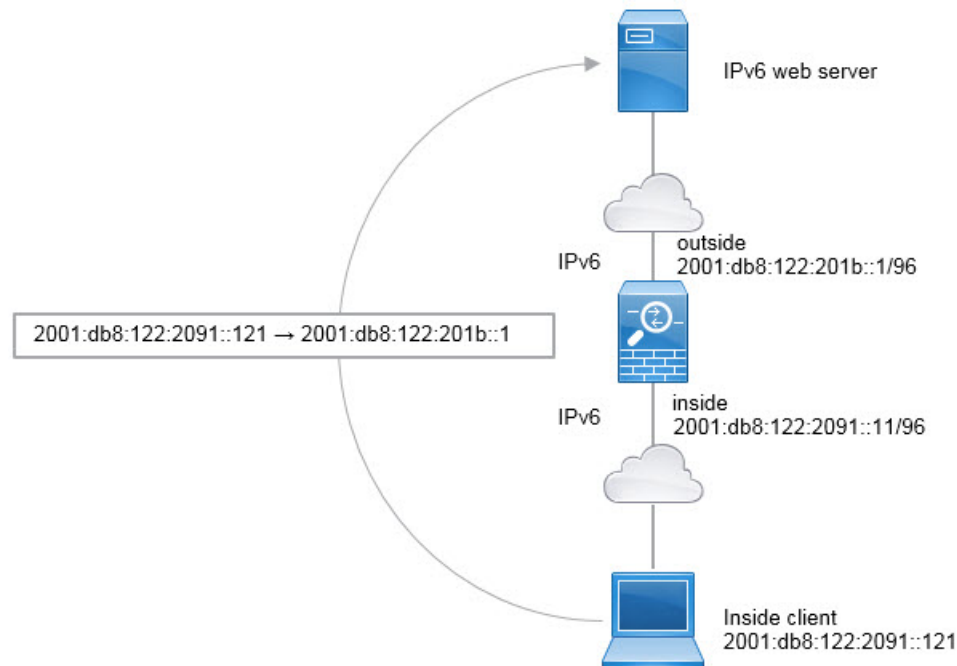 IPv6 web server
outside
IPv6
2001:db8:122:201b::1/96
2001:db8:122:2091::121 → 2001:db8:122:201b::1
inside
IPv6
2001:db8:122:2091::11/96
Inside client
2001:db8:122:2091::121